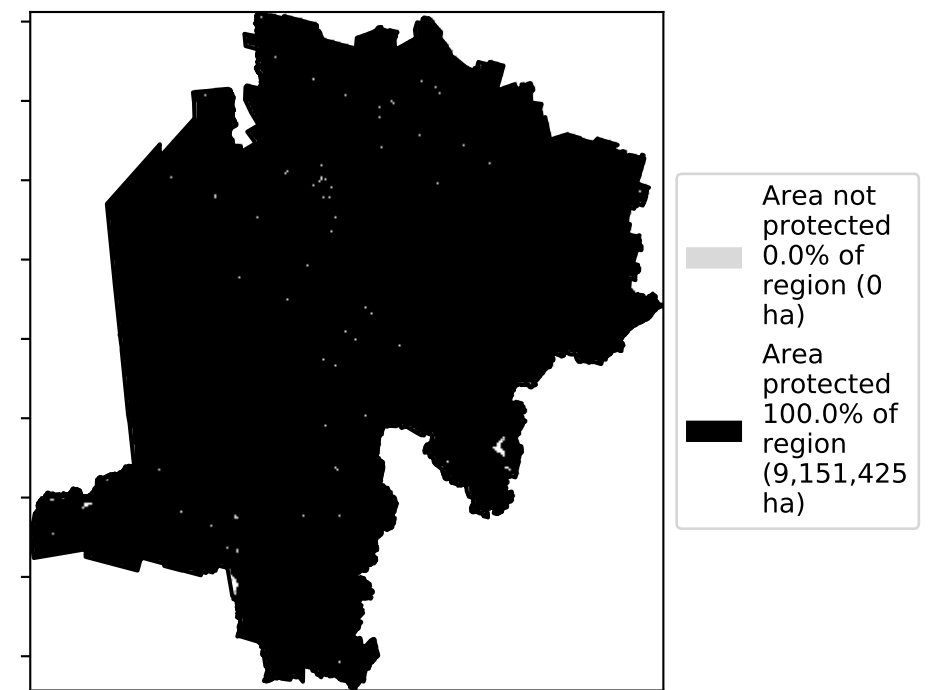 Area not
protected
0.0% of
region (0
ha)
Area
protected
100.0% of
region
(9,151,425
ha)